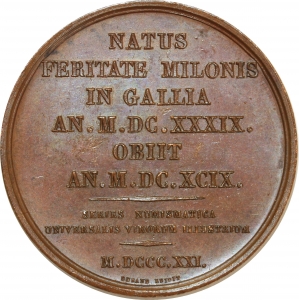 NATUS
FERITATE MILONIS
IN GALLIA
AN. M. DC. XXXIX.
OBIIT
AN. M. DC. XCIX.
SERIES NUMISMATICA
UNIVERSALIS VIRORUM ILLUSTRIUM
M. DCCC. XXI.
DURAND EDIDIT